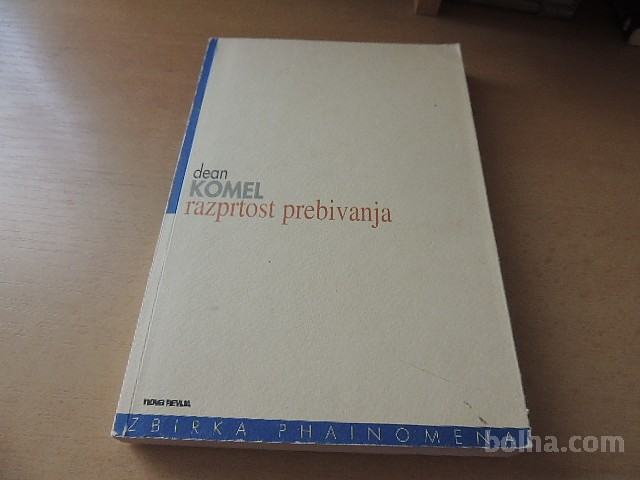 dean
KOMEL
razprtost prebivanja
nova revija
ZBIRKA PHAINOMENA
bolha.com